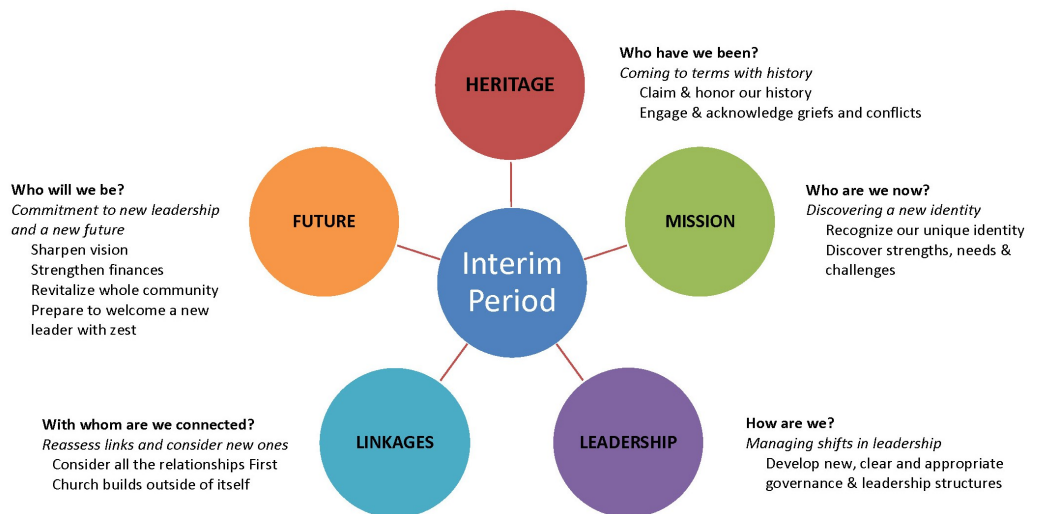 HERITAGE
Who have we been?
Coming to terms with history
Claim & honor our history
Engage & acknowledge griefs and conflicts
MISSION
Who are we now?
Discovering a new identity
Recognize our unique identity
Discover strengths, needs &
challenges
LEADERSHIP
How are we?
Managing shifts in leadership
Develop new, clear and appropriate
governance & leadership structures
LINKAGES
With whom are we connected?
Reassess links and consider new ones
Consider all the relationships First
Church builds outside of itself
FUTURE
Who will we be?
Commitment to new leadership
and a new future
Sharpen vision
Strengthen finances
Revitalize whole community
Prepare to welcome a new
leader with zest
Interim
Period